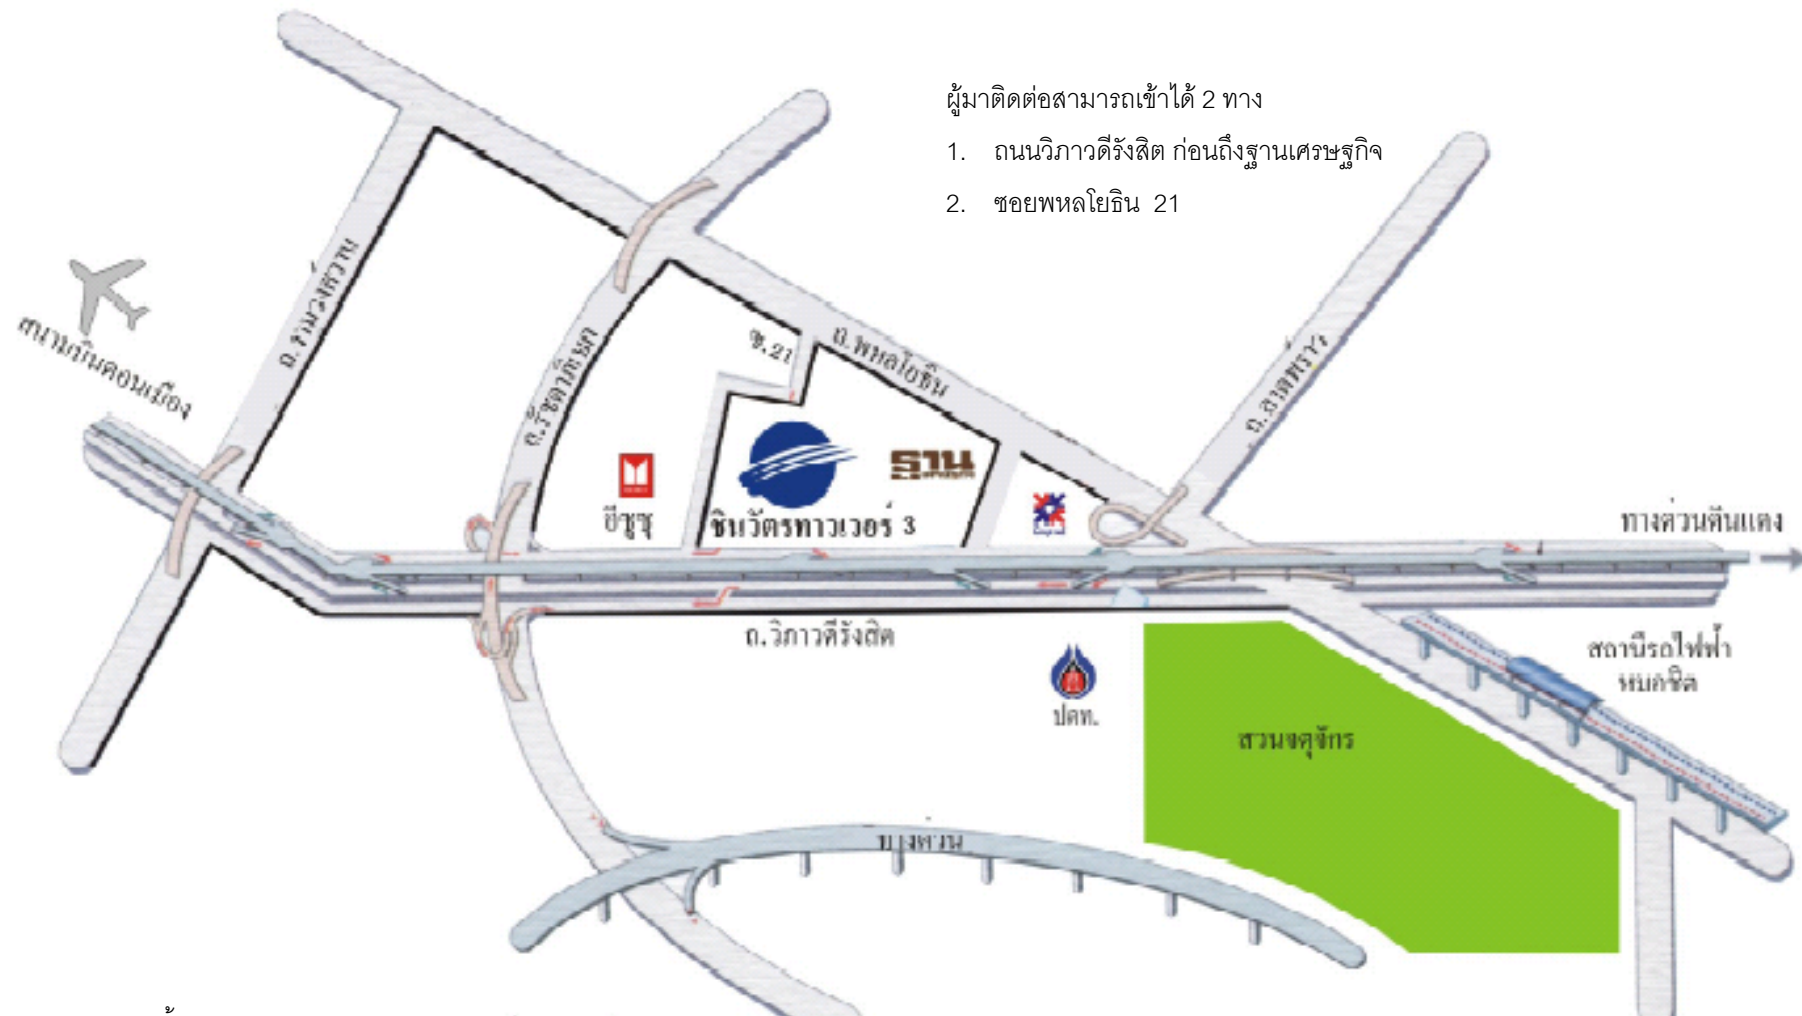 ผู้มาติดต่อสามารถเข้าได้ 2 ทาง
1. ถนนวิภาวดีรังสิต ก่อนถึงฐานเศรษฐกิจ
2. ซอยพหลโยธิน 21
สนามบินดอนเมือง
ถ.งามวงศ์วาน
ถ.รัชดาภิเษก
ซ.21
ถ.พหลโยธิน
ถ.ลาดพร้าว
ฐาน
อีซูซุ
ชินวัตรทาวเวอร์ 3
ทางด่วนดินแดง
ถ.วิภาวดีรังสิต
สถานีรถไฟฟ้า
หมอชิต
ปตท.
สวนจตุจักร
ทางด่วน